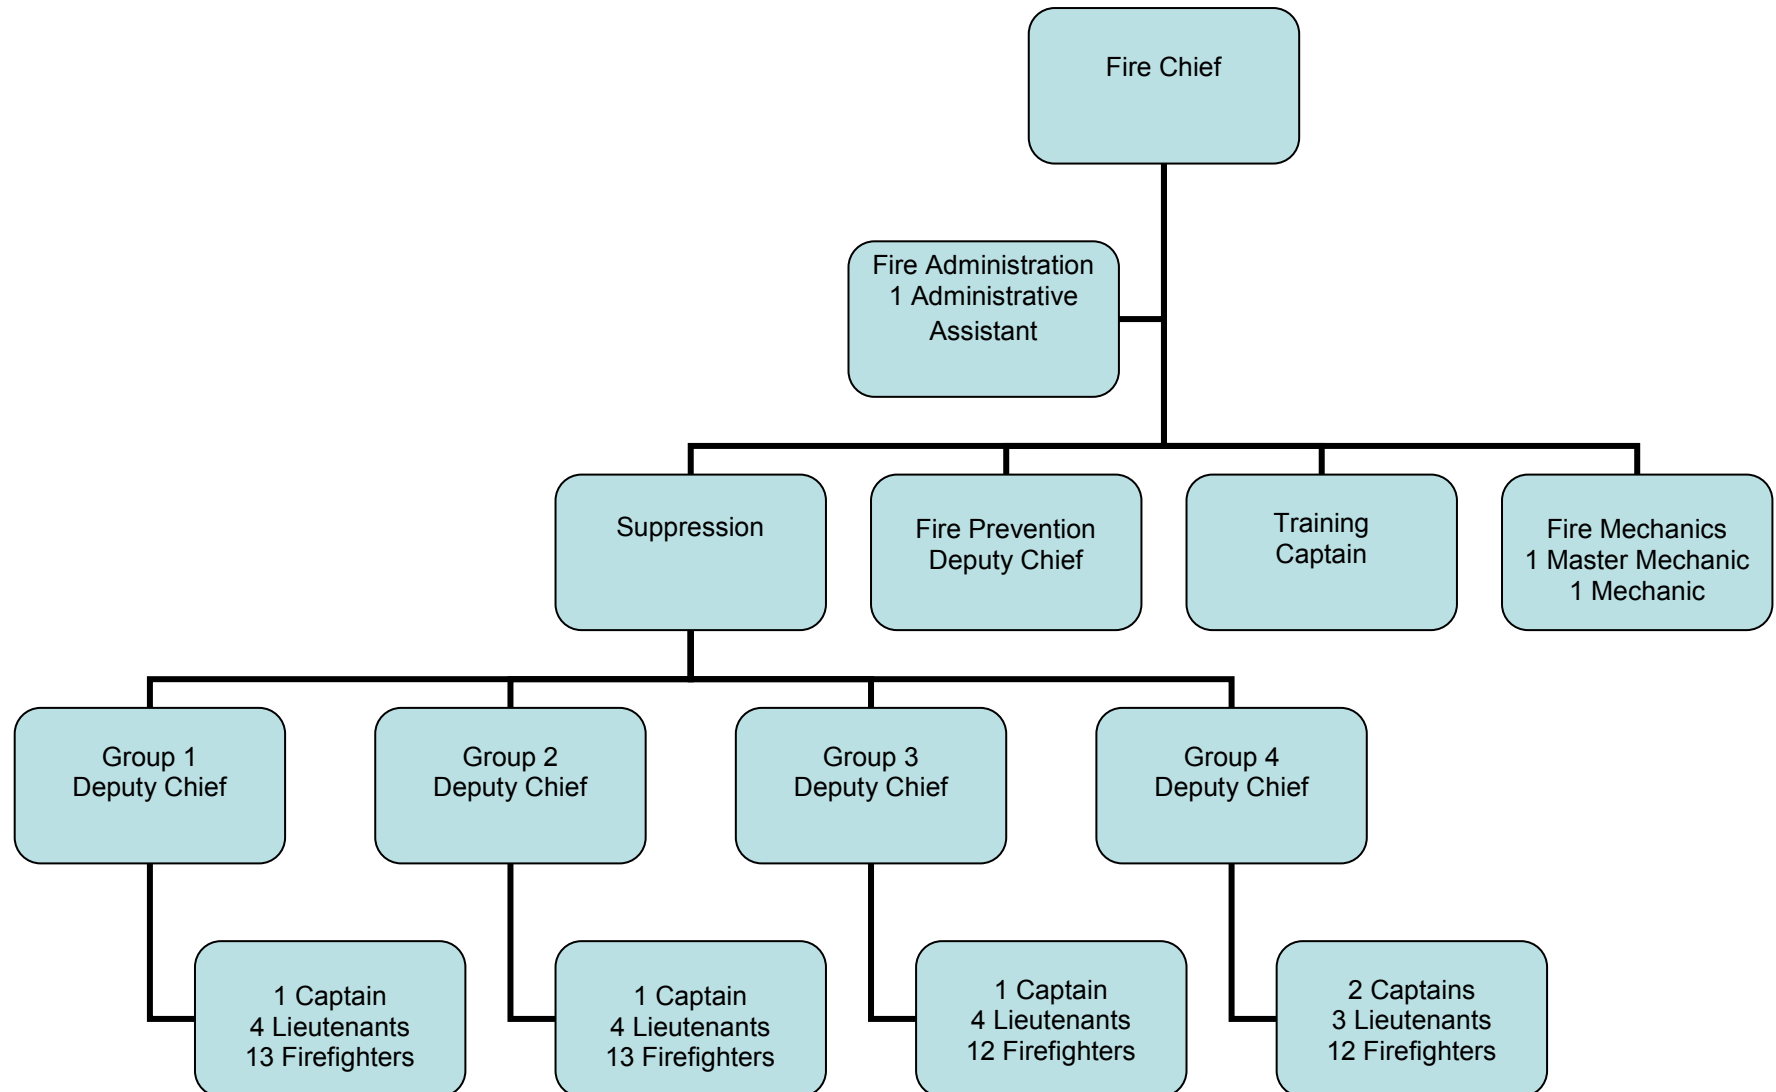 Fire Chief
Fire Administration
1 Administrative
Assistant
Suppression
Fire Prevention
Deputy Chief
Training
Captain
Fire Mechanics
1 Master Mechanic
1 Mechanic
Group 1
Deputy Chief
Group 2
Deputy Chief
Group 3
Deputy Chief
Group 4
Deputy Chief
1 Captain
4 Lieutenants
13 Firefighters
1 Captain
4 Lieutenants
13 Firefighters
1 Captain
4 Lieutenants
12 Firefighters
2 Captains
3 Lieutenants
12 Firefighters